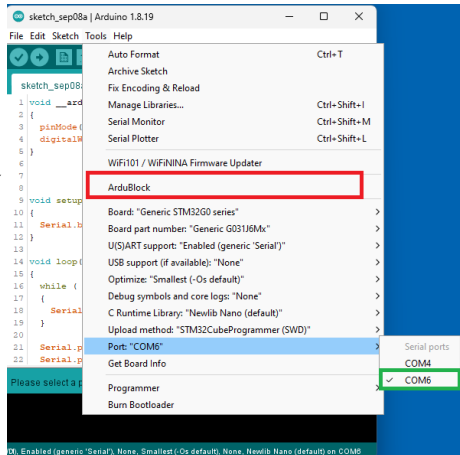 sketch_sep08a | Arduino 1.8.19
File Edit Sketch Tools Help
sketch_sep08
Auto Format Ctrl+T
Archive Sketch
Fix Encoding & Reload
Manage Libraries... Ctrl+Shift+I
Serial Monitor Ctrl+Shift+M
Serial Plotter Ctrl+Shift+L
WiFi101 / WiFiNINA Firmware Updater
ArduBlock
Board: "Generic STM32G0 series"
Board part number: "Generic G031J6Mx"
U(S)ART support: "Enabled (generic 'Serial')"
USB support (if available): "None"
Optimize: "Smallest (-Os default)"
Debug symbols and core logs: "None"
C Runtime Library: "Newlib Nano (default)"
Upload method: "STM32CubeProgrammer (SWD)"
Port: "COM6"
Get Board Info
Programmer
Burn Bootloader
Serial ports
COM4
COM6
1 void __ard
2 {
3 pinMode(
4 digitalW
5 }
6
7
8
9 void setup
10 {
11 Serial.b
12 }
13
14 void loop(
15 {
16 while (
17 {
18 Serial
19 }
20
21 Serial.p
22 Serial.p
Please select a p
Enabled (generic 'Serial'), None, Smallest (-Os default), None, Newlib Nano (default) on COM6